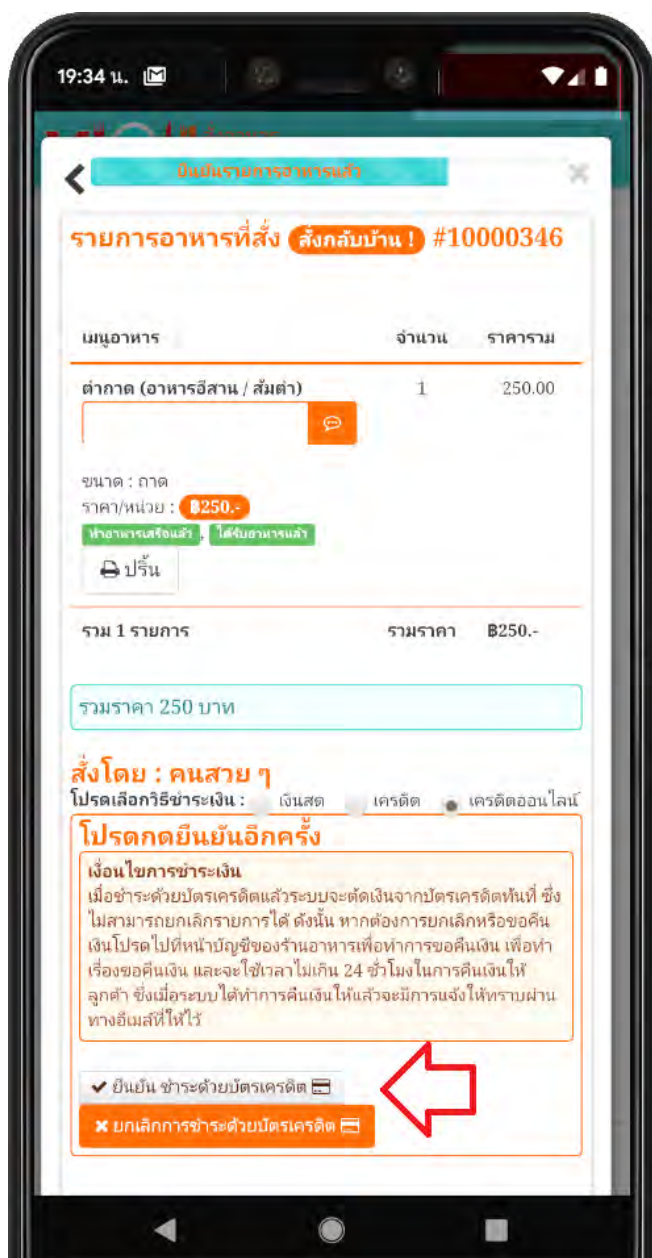 19:34 น.
ยืนยันรายการอาหารแล้ว
รายการอาหารที่สั่ง สั่งกลับบ้าน ! #10000346
เมนูอาหาร จำนวน ราคารวม
ตำถาด (อาหารอีสาน / ส้มตำ) 1 250.00
ขนาด : ถาด
ราคา/หน่วย : ฿250.-
ทำอาหารเสร็จแล้ว , ได้รับอาหารแล้ว
ปริ้น
รวม 1 รายการ รวมราคา ฿250.-
รวมราคา 250 บาท
สั่งโดย : คนสวย ๆ
โปรดเลือกวิธีชำระเงิน : เงินสด เครดิต เครดิตออนไลน์
โปรดกดยืนยันอีกครั้ง
เงื่อนไขการชำระเงิน
เมื่อชำระด้วยบัตรเครดิตแล้วระบบจะตัดเงินจากบัตรเครดิตทันที ซึ่ง
ไม่สามารถยกเลิกรายการได้ ดังนั้น หากต้องการยกเลิกหรือขอคืน
เงินโปรดไปที่หน้าบัญชีของร้านอาหารเพื่อทำการขอคืนเงิน เพื่อทำ
เรื่องขอคืนเงิน และจะใช้เวลาไม่เกิน 24 ชั่วโมงในการคืนเงินให้
ลูกค้า ซึ่งเมื่อระบบได้ทำการคืนเงินให้แล้วจะมีการแจ้งให้ทราบผ่าน
ทางอีเมล์ที่ให้ไว้
ยืนยัน ชำระด้วยบัตรเครดิต
ยกเลิกการชำระด้วยบัตรเครดิต